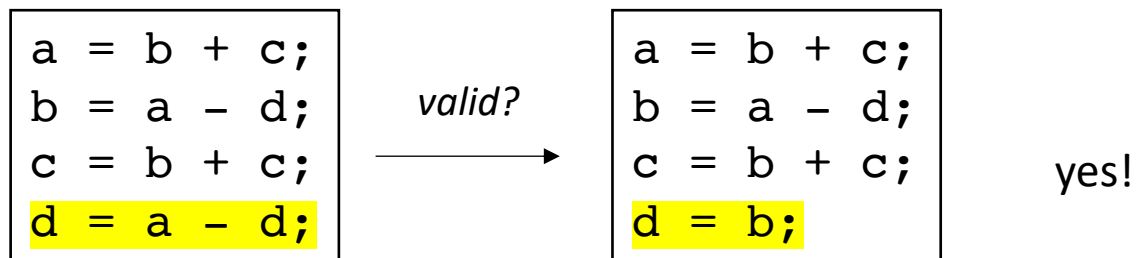 a = b + c;
b = a - d;
c = b + c;
d = a - d;
valid?
a = b + c;
b = a - d;
c = b + c;
d = b;
yes!